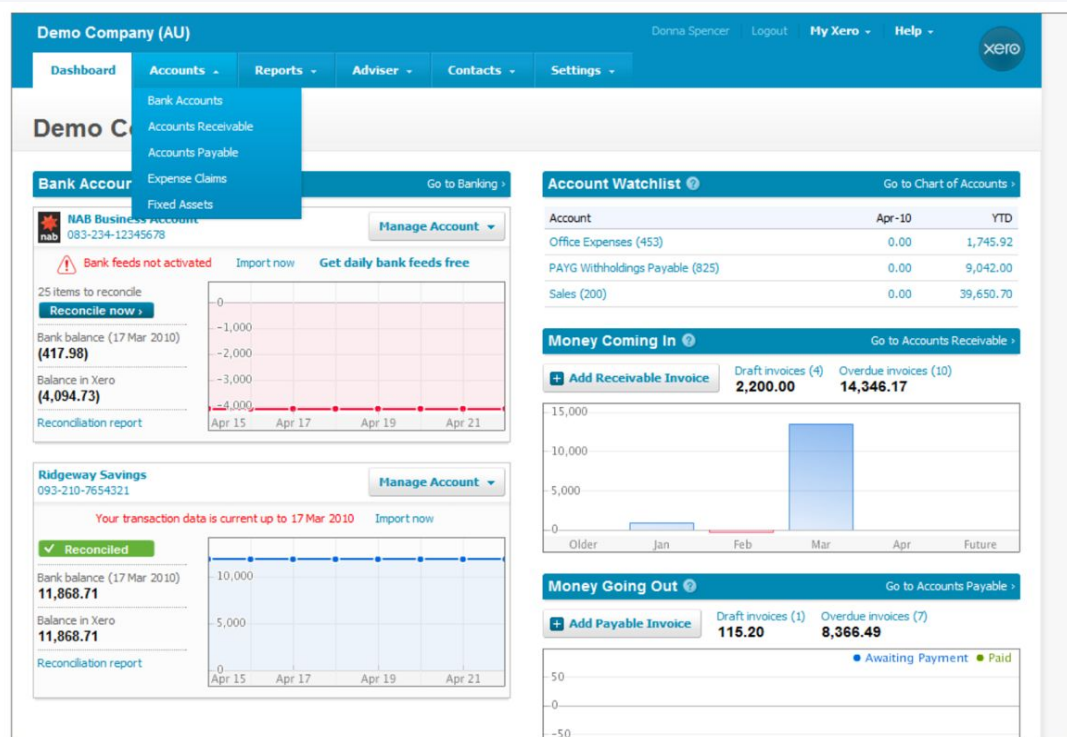 Demo Company (AU)
Donna Spencer Logout My Xero Help
xero
Dashboard Accounts Reports Adviser Contacts Settings
Bank Accounts
Accounts Receivable
Accounts Payable
Expense Claims
Fixed Assets
Demo C
Bank Accour Go to Banking ›
NAB Business Account
nab 083-234-12345678
Manage Account
Bank feeds not activated Import now Get daily bank feeds free
25 items to reconcile
Reconcile now ›
Bank balance (17 Mar 2010)
(417.98)
Balance in Xero
(4,094.73)
Reconciliation report
0
-1,000
-2,000
-3,000
-4,000
Apr 15 Apr 17 Apr 19 Apr 21
Ridgeway Savings
093-210-7654321
Manage Account
Your transaction data is current up to 17 Mar 2010 Import now
Reconciled
Bank balance (17 Mar 2010)
11,868.71
Balance in Xero
11,868.71
Reconciliation report
10,000
5,000
0
Apr 15 Apr 17 Apr 19 Apr 21
Account Watchlist ? Go to Chart of Accounts ›
Account Apr-10 YTD
Office Expenses (453) 0.00 1,745.92
PAYG Withholdings Payable (825) 0.00 9,042.00
Sales (200) 0.00 39,650.70
Money Coming In ? Go to Accounts Receivable ›
+ Add Receivable Invoice
Draft invoices (4) Overdue invoices (10)
2,200.00 14,346.17
15,000
10,000
5,000
0
Older Jan Feb Mar Apr Future
Money Going Out ? Go to Accounts Payable ›
+ Add Payable Invoice
Draft invoices (1) Overdue invoices (7)
115.20 8,366.49
Awaiting Payment Paid
50
0
-50